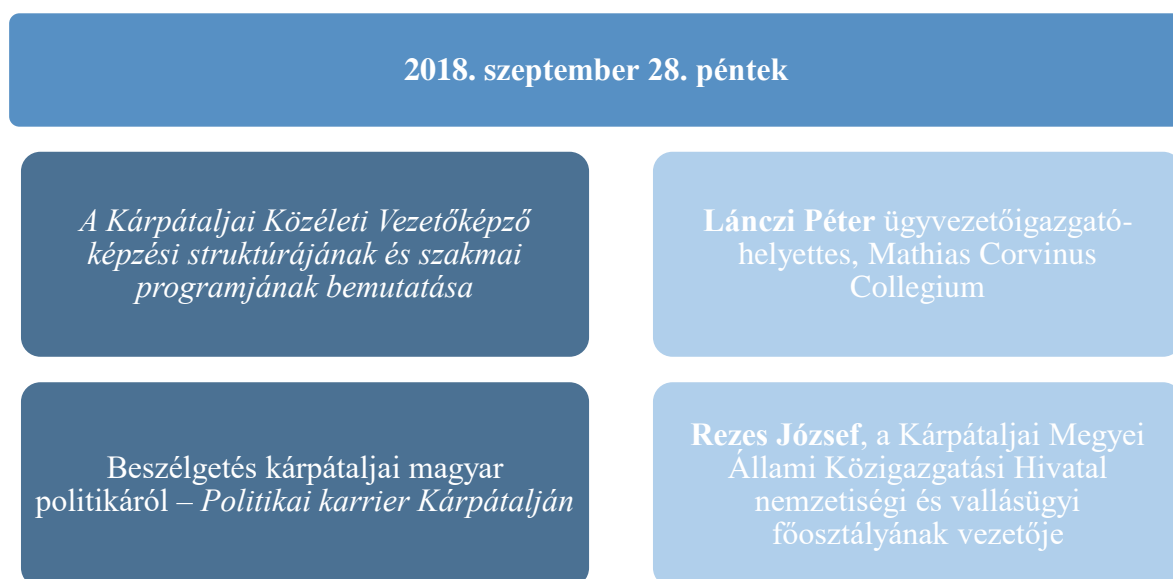 2018. szeptember 28. péntek
A Kárpátaljai Közéleti Vezetőképző
képzési struktúrájának és szakmai
programjának bemutatása
Lánczi Péter ügyvezetőigazgató-
helyettes, Mathias Corvinus
Collegium
Beszélgetés kárpátaljai magyar
politikáról – Politikai karrier Kárpátalján
Rezes József, a Kárpátaljai Megyei
Állami Közigazgatási Hivatal
nemzetiségi és vallásügyi
főosztályának vezetője